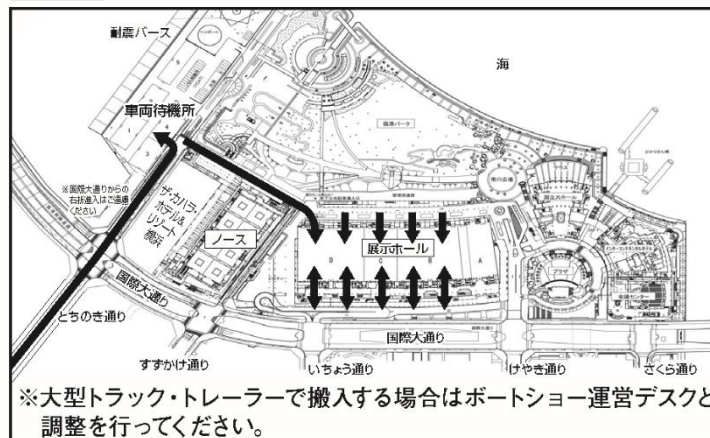 耐震バース
海
車両待機所
臨港パーク
※国際大通りからの
右折進入はご遠慮
ください
ザ・カハラ・
ホテル&
リゾート
横浜
ノース
展示ホール
D
C
B
A
プラザ
国際大通り
国際大通り
とちのき通り
すずかけ通り
いちょう通り
けやき通り
さくら通り
※大型トラック・トレーラーで搬入する場合はボートショー運営デスクと
調整を行ってください。